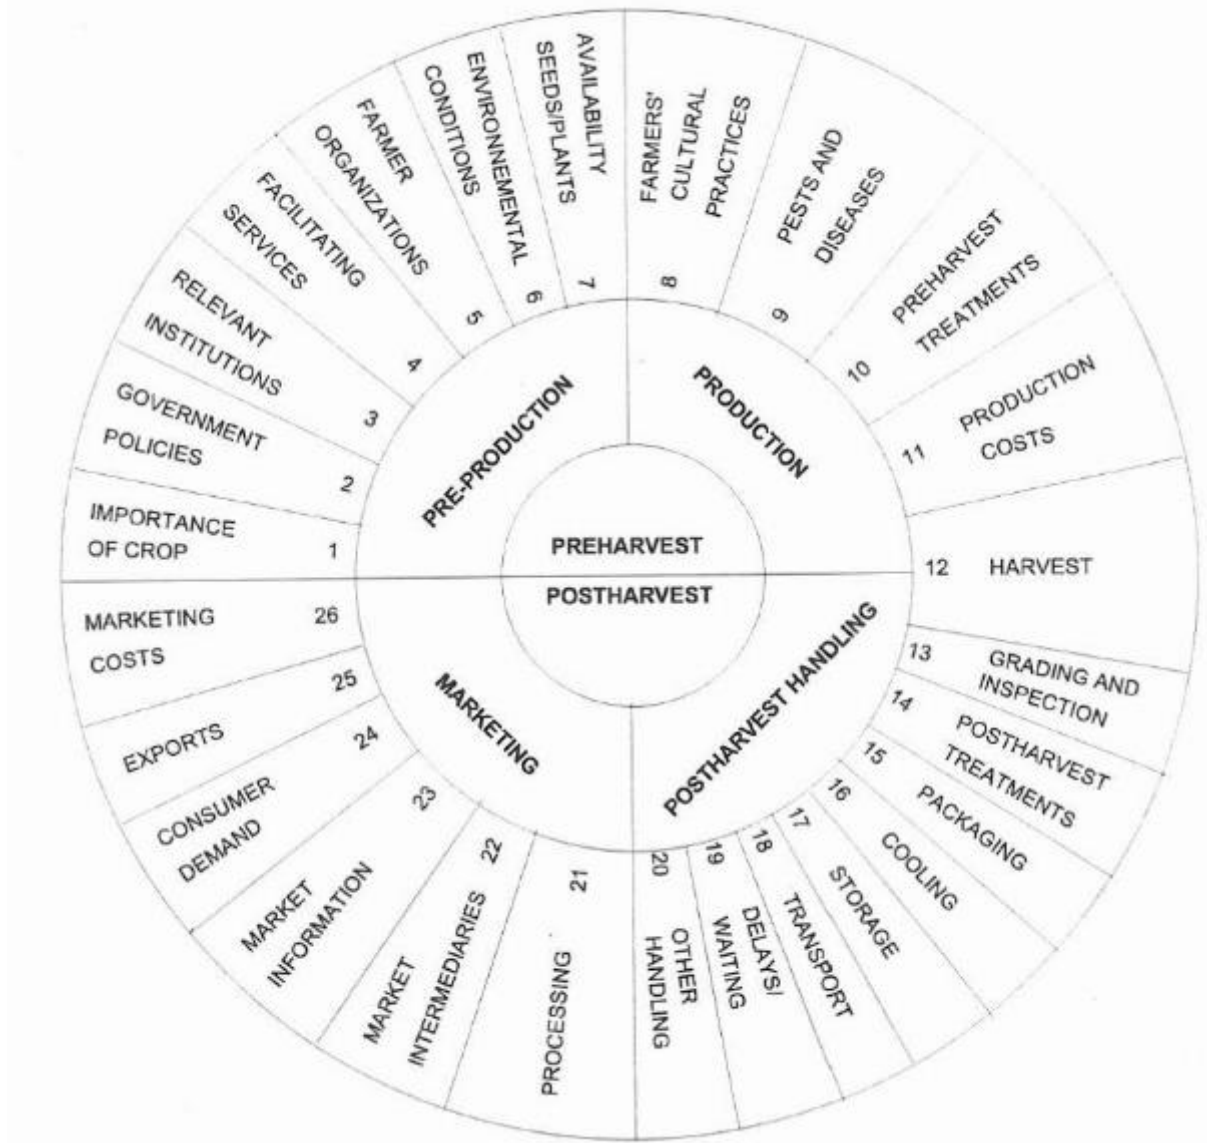 PREHARVEST
POSTHARVEST
PRE-PRODUCTION
PRODUCTION
POSTHARVEST HANDLING
MARKETING
1
IMPORTANCE
OF CROP
2
GOVERNMENT
POLICIES
3
RELEVANT
INSTITUTIONS
4
FACILITATING
SERVICES
5
FARMER
ORGANIZATIONS
6
ENVIRONNEMENTAL
CONDITIONS
7
AVAILABILITY
SEEDS/PLANTS
8
FARMERS'
CULTURAL
PRACTICES
9
PESTS AND
DISEASES
10
PREHARVEST
TREATMENTS
11
PRODUCTION
COSTS
12
HARVEST
13
GRADING AND
INSPECTION
14
POSTHARVEST
TREATMENTS
15
PACKAGING
16
COOLING
17
STORAGE
18
TRANSPORT
19
DELAYS/
WAITING
20
OTHER
HANDLING
21
PROCESSING
22
MARKET
INTERMEDIARIES
23
MARKET
INFORMATION
24
CONSUMER
DEMAND
25
EXPORTS
26
MARKETING
COSTS